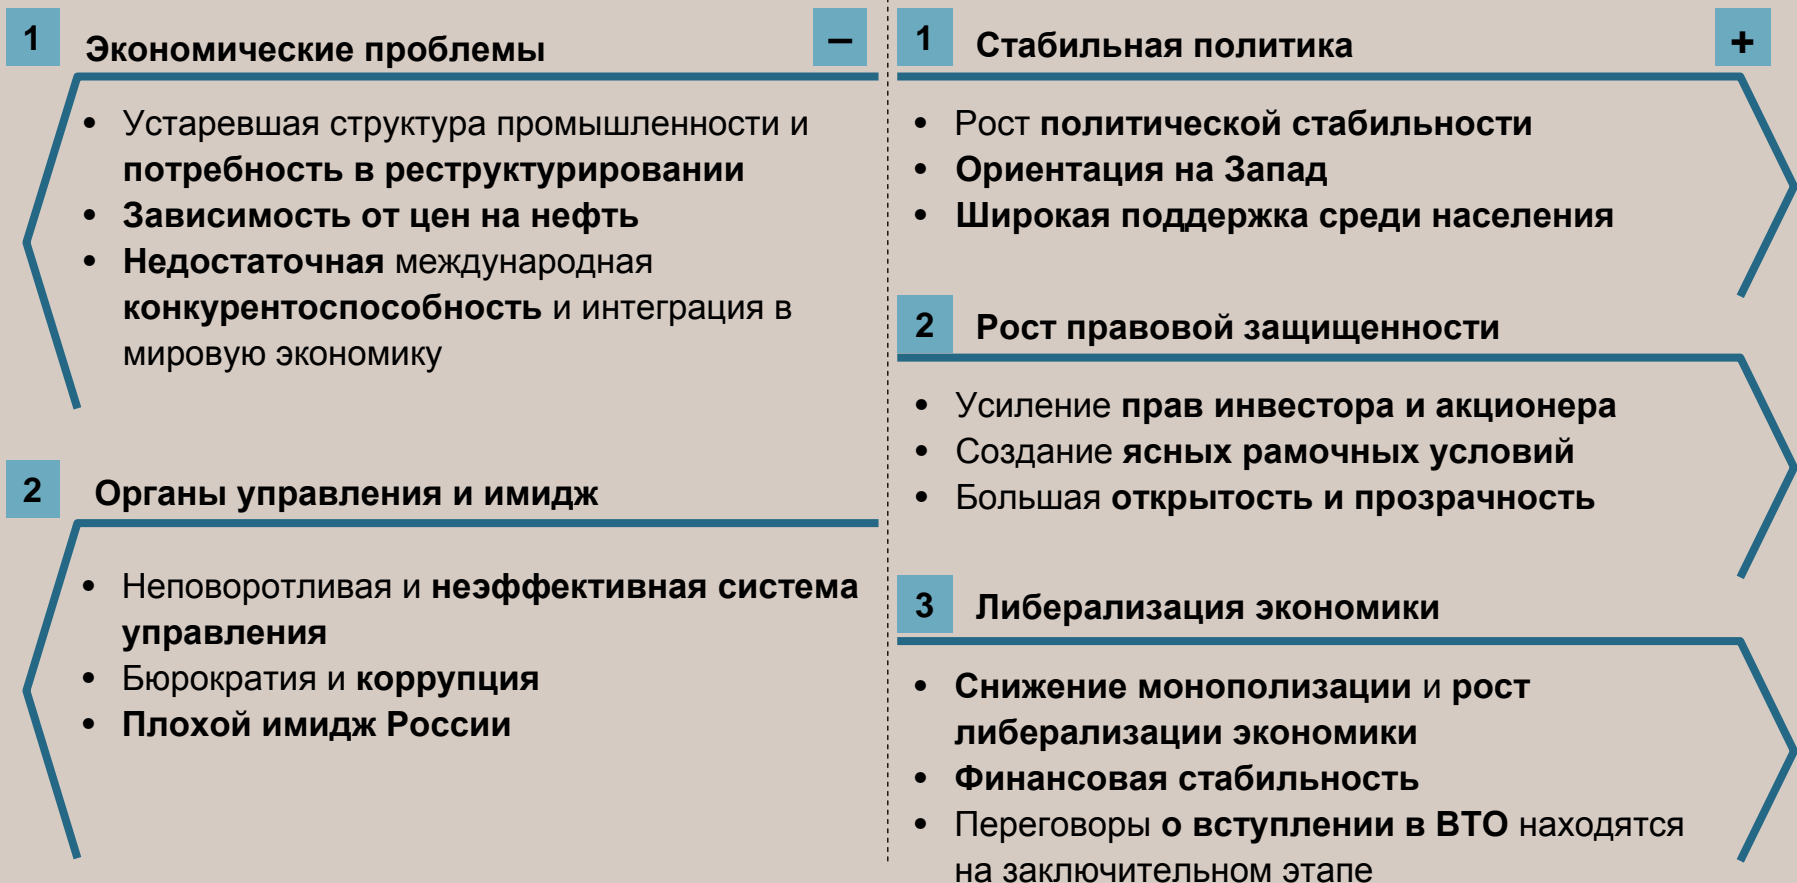 1 Экономические проблемы –
• Устаревшая структура промышленности и
потребность в реструктурировании
• Зависимость от цен на нефть
• Недостаточная международная
конкурентоспособность и интеграция в
мировую экономику
2 Органы управления и имидж
• Неповоротливая и неэффективная система
управления
• Бюрократия и коррупция
• Плохой имидж России
1 Стабильная политика +
• Рост политической стабильности
• Ориентация на Запад
• Широкая поддержка среди населения
2 Рост правовой защищенности
• Усиление прав инвестора и акционера
• Создание ясных рамочных условий
• Большая открытость и прозрачность
3 Либерализация экономики
• Снижение монополизации и рост
либерализации экономики
• Финансовая стабильность
• Переговоры о вступлении в ВТО находятся
на заключительном этапе